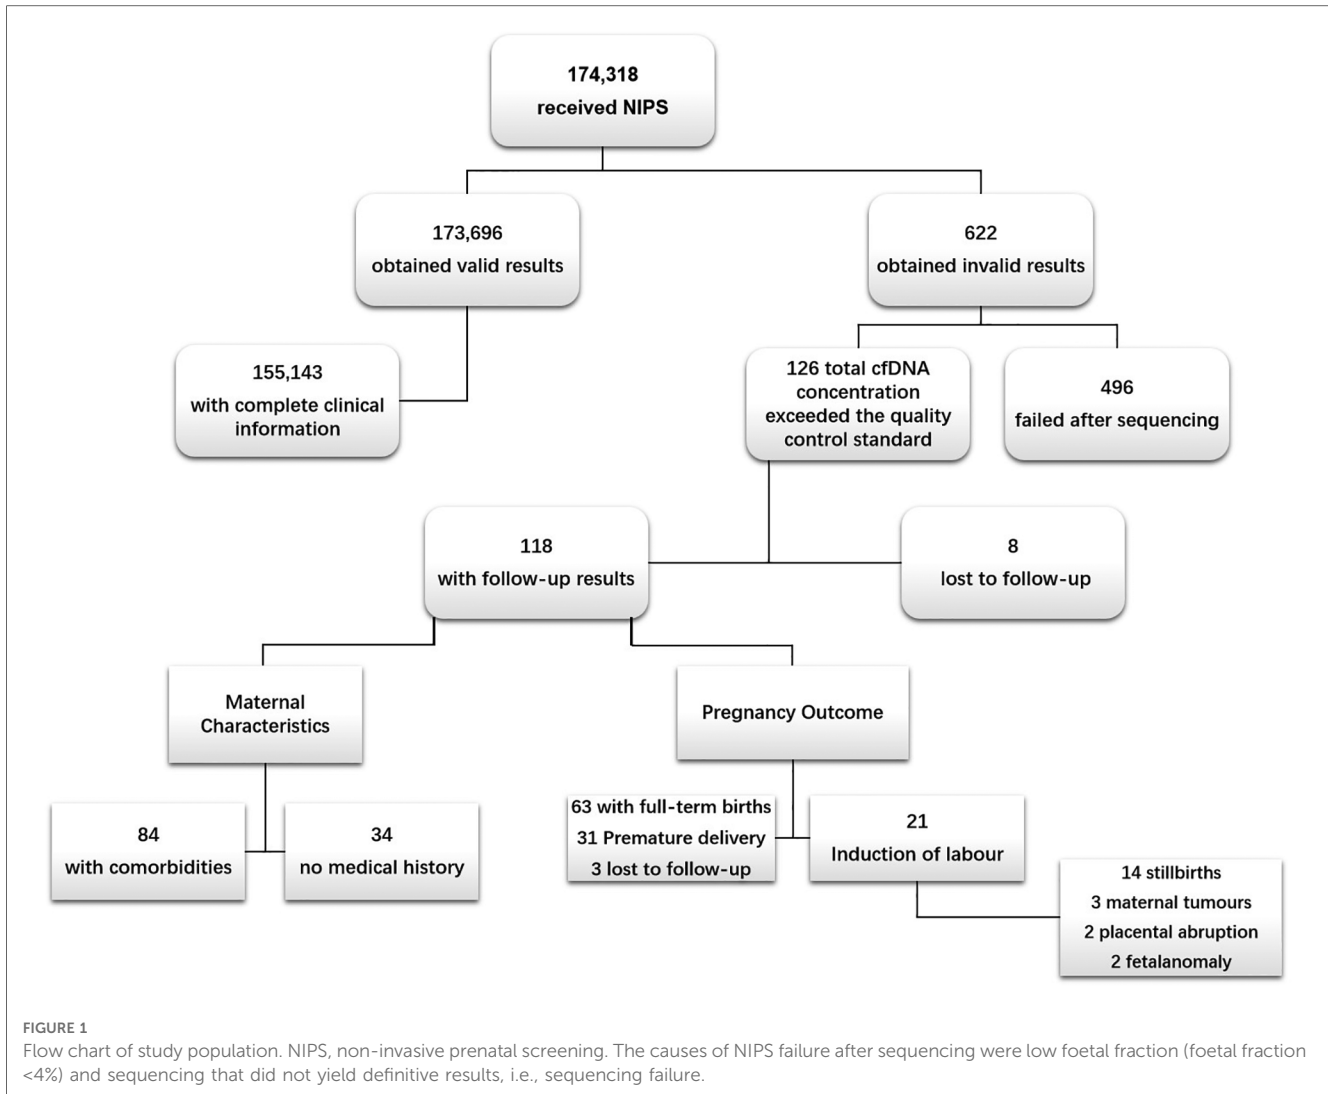 174,318
received NIPS
173,696
obtained valid results
622
obtained invalid results
155,143
with complete clinical
information
126 total cfDNA
concentration
exceeded the quality
control standard
496
failed after sequencing
118
with follow-up results
8
lost to follow-up
Maternal
Characteristics
Pregnancy Outcome
84
with comorbidities
34
no medical history
63 with full-term births
31 Premature delivery
3 lost to follow-up
21
Induction of labour
14 stillbirths
3 maternal tumours
2 placental abruption
2 fetalanomaly
FIGURE 1
Flow chart of study population. NIPS, non-invasive prenatal screening. The causes of NIPS failure after sequencing were low foetal fraction (foetal fraction
<4%) and sequencing that did not yield definitive results, i.e., sequencing failure.